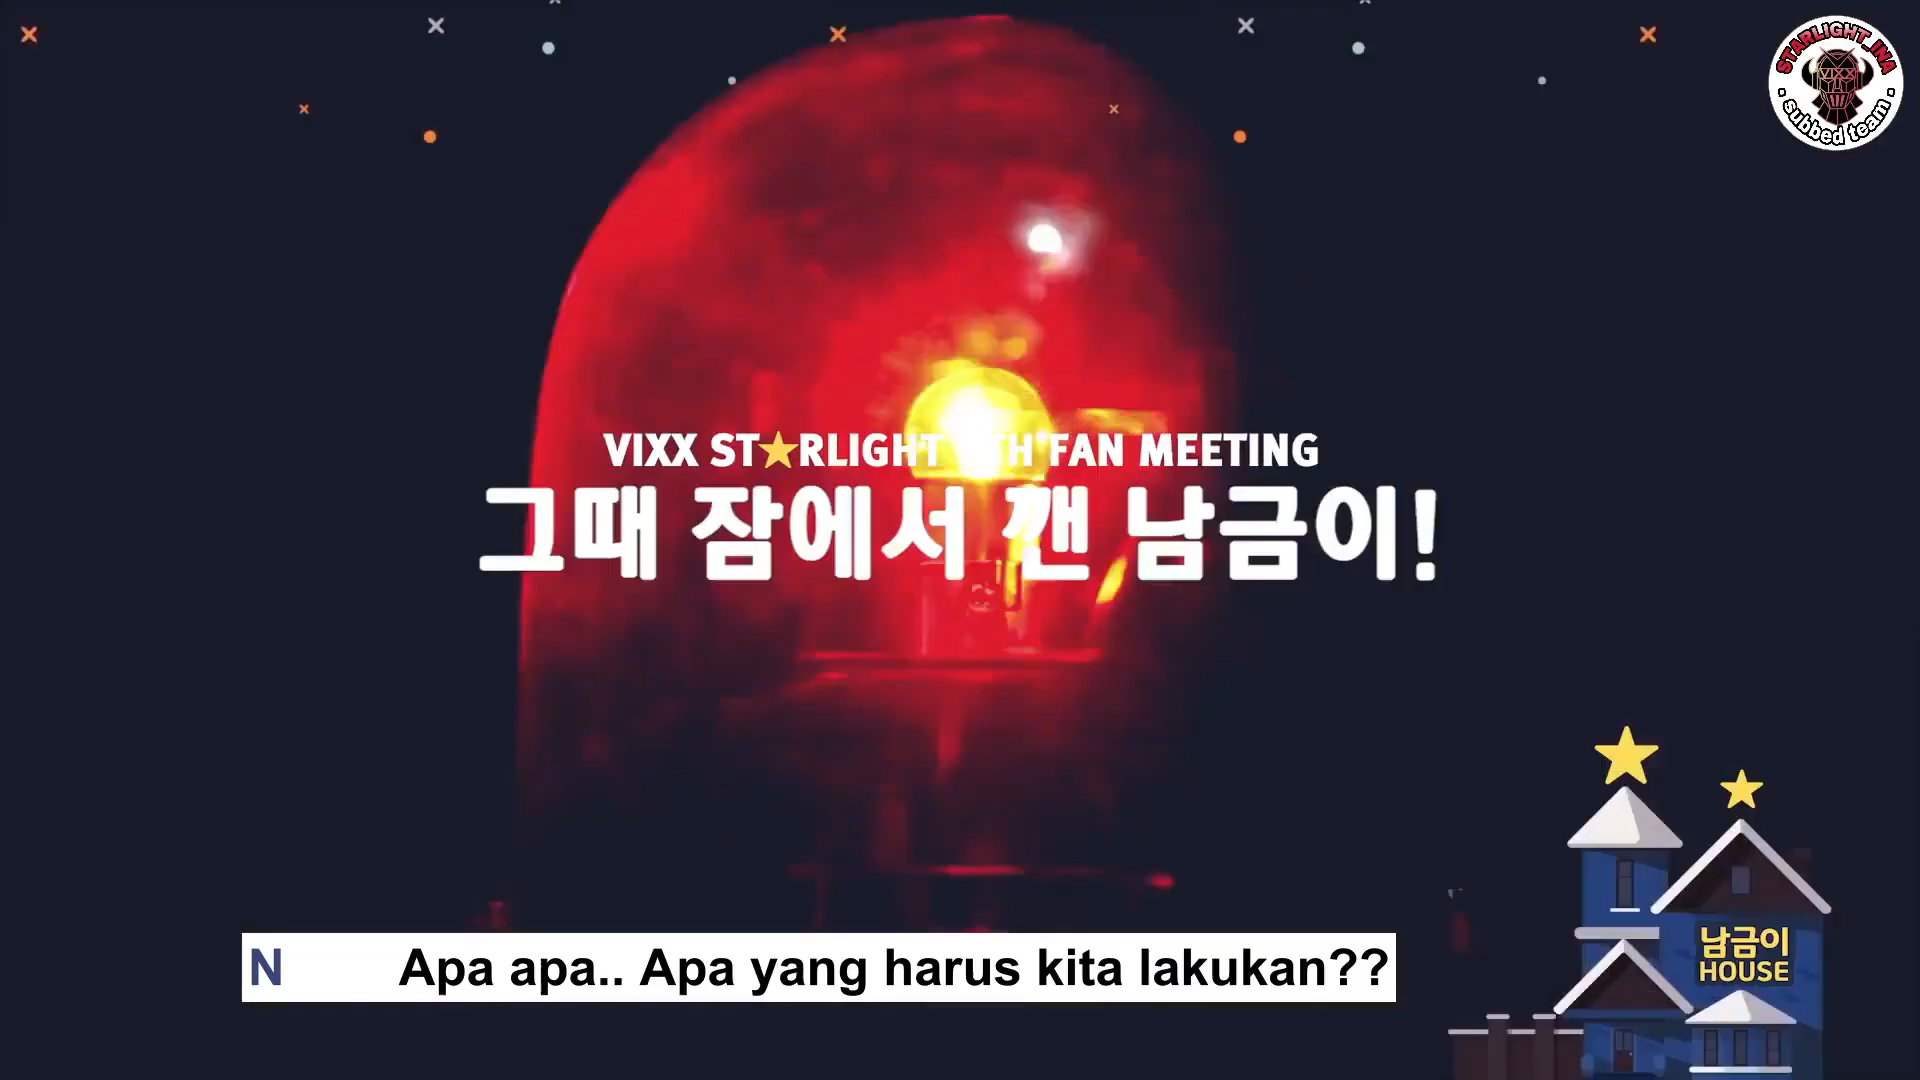 STARLIGHT_INA
VIXX
subbed team
VIXX ST★RLIGHT FAN MEETING
그때 잠에서 깬 남금이!
남금이
HOUSE
N Apa apa.. Apa yang harus kita lakukan??